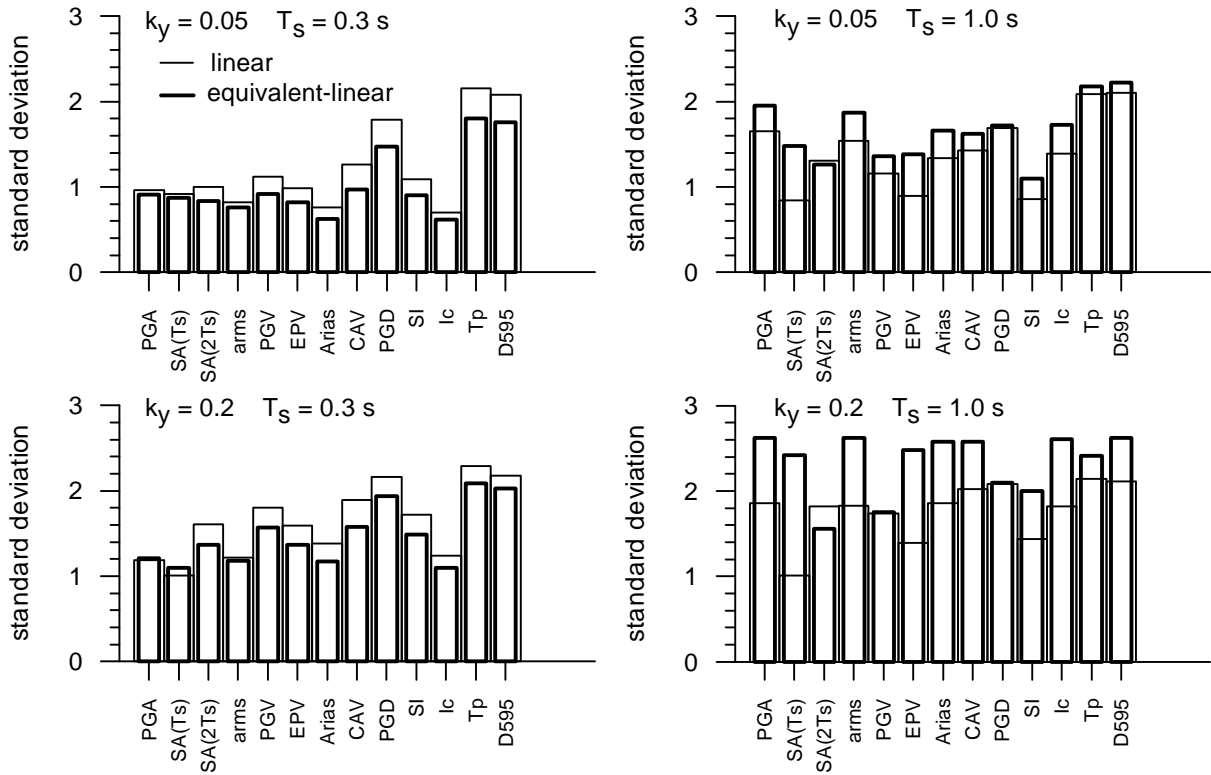 k_y = 0.05 T_s = 0.3 s
linear
equivalent-linear
standard deviation
3
2
1
0
PGA
SA(Ts)
SA(2Ts)
arms
PGV
EPV
Arias
CAV
PGD
SI
Ic
Tp
D595
k_y = 0.05 T_s = 1.0 s
standard deviation
3
2
1
0
PGA
SA(Ts)
SA(2Ts)
arms
PGV
EPV
Arias
CAV
PGD
SI
Ic
Tp
D595
k_y = 0.2 T_s = 0.3 s
standard deviation
3
2
1
0
PGA
SA(Ts)
SA(2Ts)
arms
PGV
EPV
Arias
CAV
PGD
SI
Ic
Tp
D595
k_y = 0.2 T_s = 1.0 s
standard deviation
3
2
1
0
PGA
SA(Ts)
SA(2Ts)
arms
PGV
EPV
Arias
CAV
PGD
SI
Ic
Tp
D595